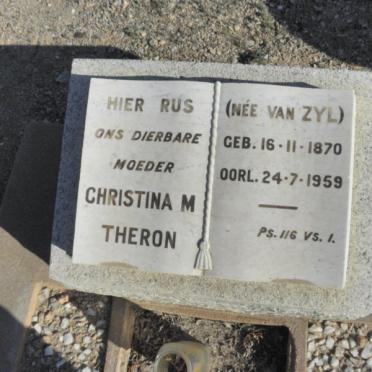 HIER RUS
ONS DIERBARE
MOEDER
CHRISTINA M
THERON
(NÉE VAN ZYL)
GEB. 16·11·1870
OORL. 24·7·1959
Ps. 116 vs. 1.